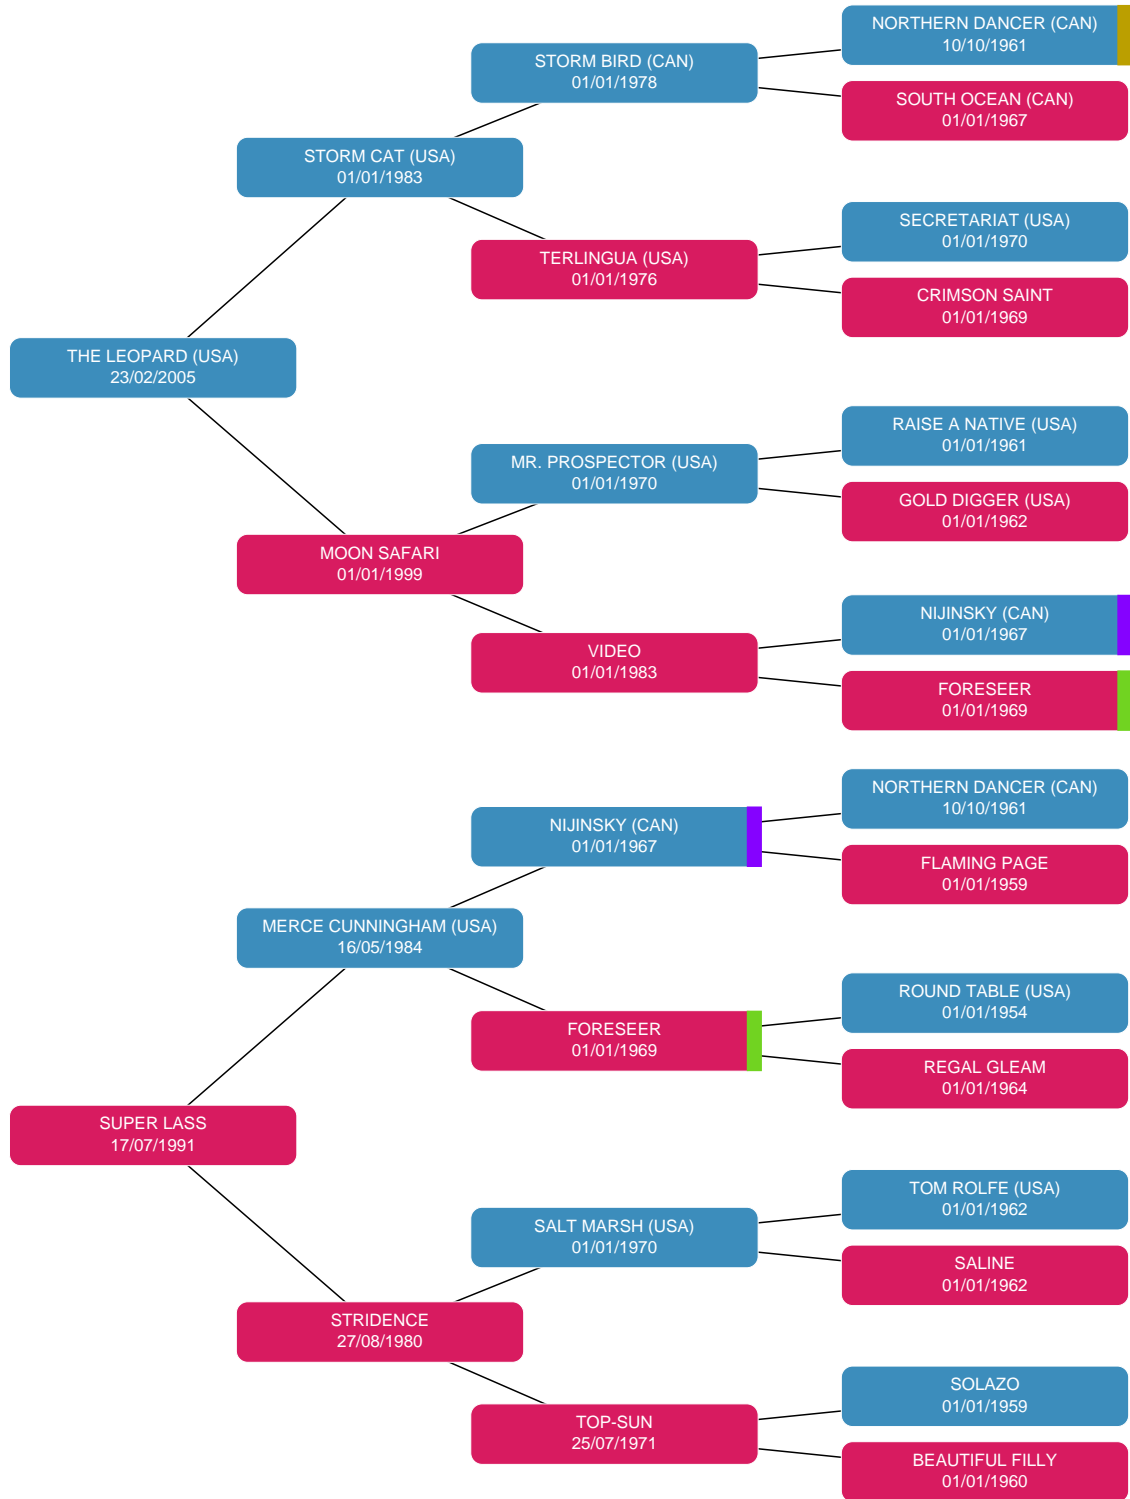 NORTHERN DANCER (CAN)
10/10/1961
STORM BIRD (CAN)
01/01/1978
SOUTH OCEAN (CAN)
01/01/1967
STORM CAT (USA)
01/01/1983
SECRETARIAT (USA)
01/01/1970
TERLINGUA (USA)
01/01/1976
CRIMSON SAINT
01/01/1969
THE LEOPARD (USA)
23/02/2005
RAISE A NATIVE (USA)
01/01/1961
MR. PROSPECTOR (USA)
01/01/1970
GOLD DIGGER (USA)
01/01/1962
MOON SAFARI
01/01/1999
NIJINSKY (CAN)
01/01/1967
VIDEO
01/01/1983
FORESEER
01/01/1969
NORTHERN DANCER (CAN)
10/10/1961
NIJINSKY (CAN)
01/01/1967
FLAMING PAGE
01/01/1959
MERCE CUNNINGHAM (USA)
16/05/1984
ROUND TABLE (USA)
01/01/1954
FORESEER
01/01/1969
REGAL GLEAM
01/01/1964
SUPER LASS
17/07/1991
TOM ROLFE (USA)
01/01/1962
SALT MARSH (USA)
01/01/1970
SALINE
01/01/1962
STRIDENCE
27/08/1980
SOLAZO
01/01/1959
TOP-SUN
25/07/1971
BEAUTIFUL FILLY
01/01/1960